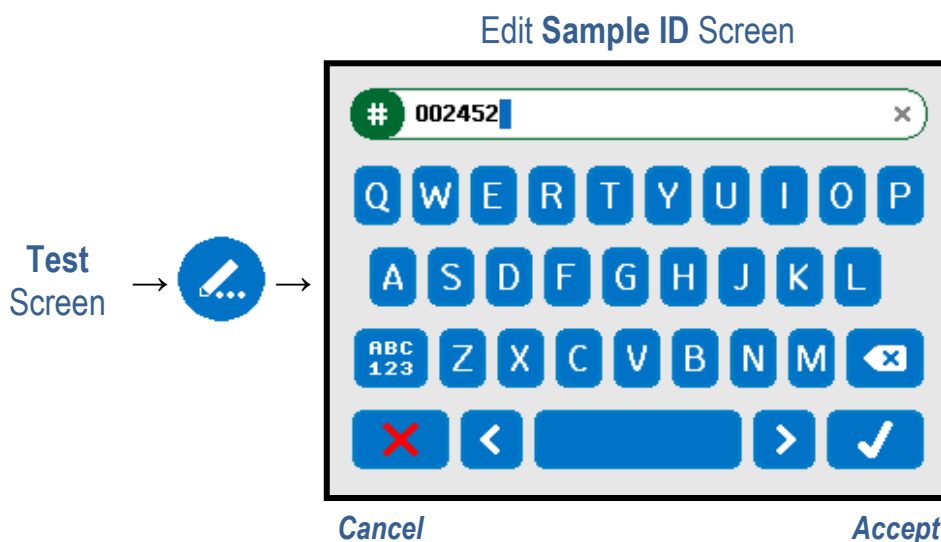 Edit Sample ID Screen
# 002452 ×
Q W E R T Y U I O P
Test
Screen
→ → 
A S D F G H J K L
ABC
123
Z X C V B N M
< >
Cancel Accept